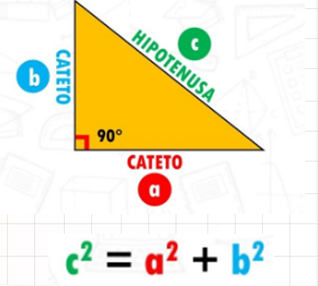 c
HIPOTENUSA
b
CATETO
90°
CATETO
a
c² = a² + b²